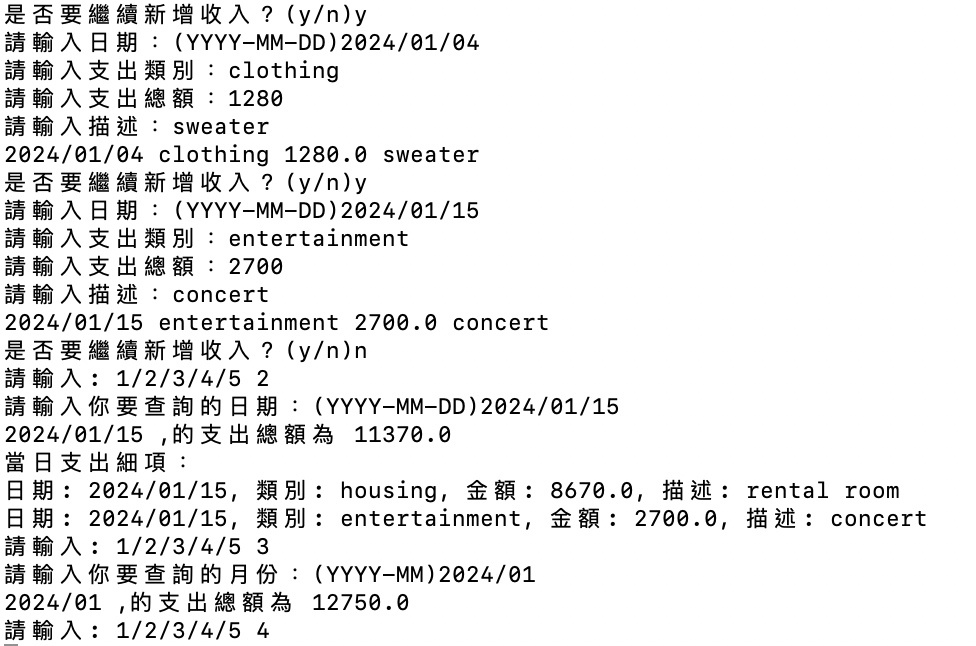 是否要繼續新增收入？(y/n)y
請輸入日期：(YYYY-MM-DD)2024/01/04
請輸入支出類別：clothing
請輸入支出總額：1280
請輸入描述：sweater
2024/01/04 clothing 1280.0 sweater
是否要繼續新增收入？(y/n)y
請輸入日期：(YYYY-MM-DD)2024/01/15
請輸入支出類別：entertainment
請輸入支出總額：2700
請輸入描述：concert
2024/01/15 entertainment 2700.0 concert
是否要繼續新增收入？(y/n)n
請輸入: 1/2/3/4/5 2
請輸入你要查詢的日期：(YYYY-MM-DD)2024/01/15
2024/01/15 ,的支出總額為 11370.0
當日支出細項：
日期: 2024/01/15, 類別: housing, 金額: 8670.0, 描述: rental room
日期: 2024/01/15, 類別: entertainment, 金額: 2700.0, 描述: concert
請輸入: 1/2/3/4/5 3
請輸入你要查詢的月份：(YYYY-MM)2024/01
2024/01 ,的支出總額為 12750.0
請輸入: 1/2/3/4/5 4